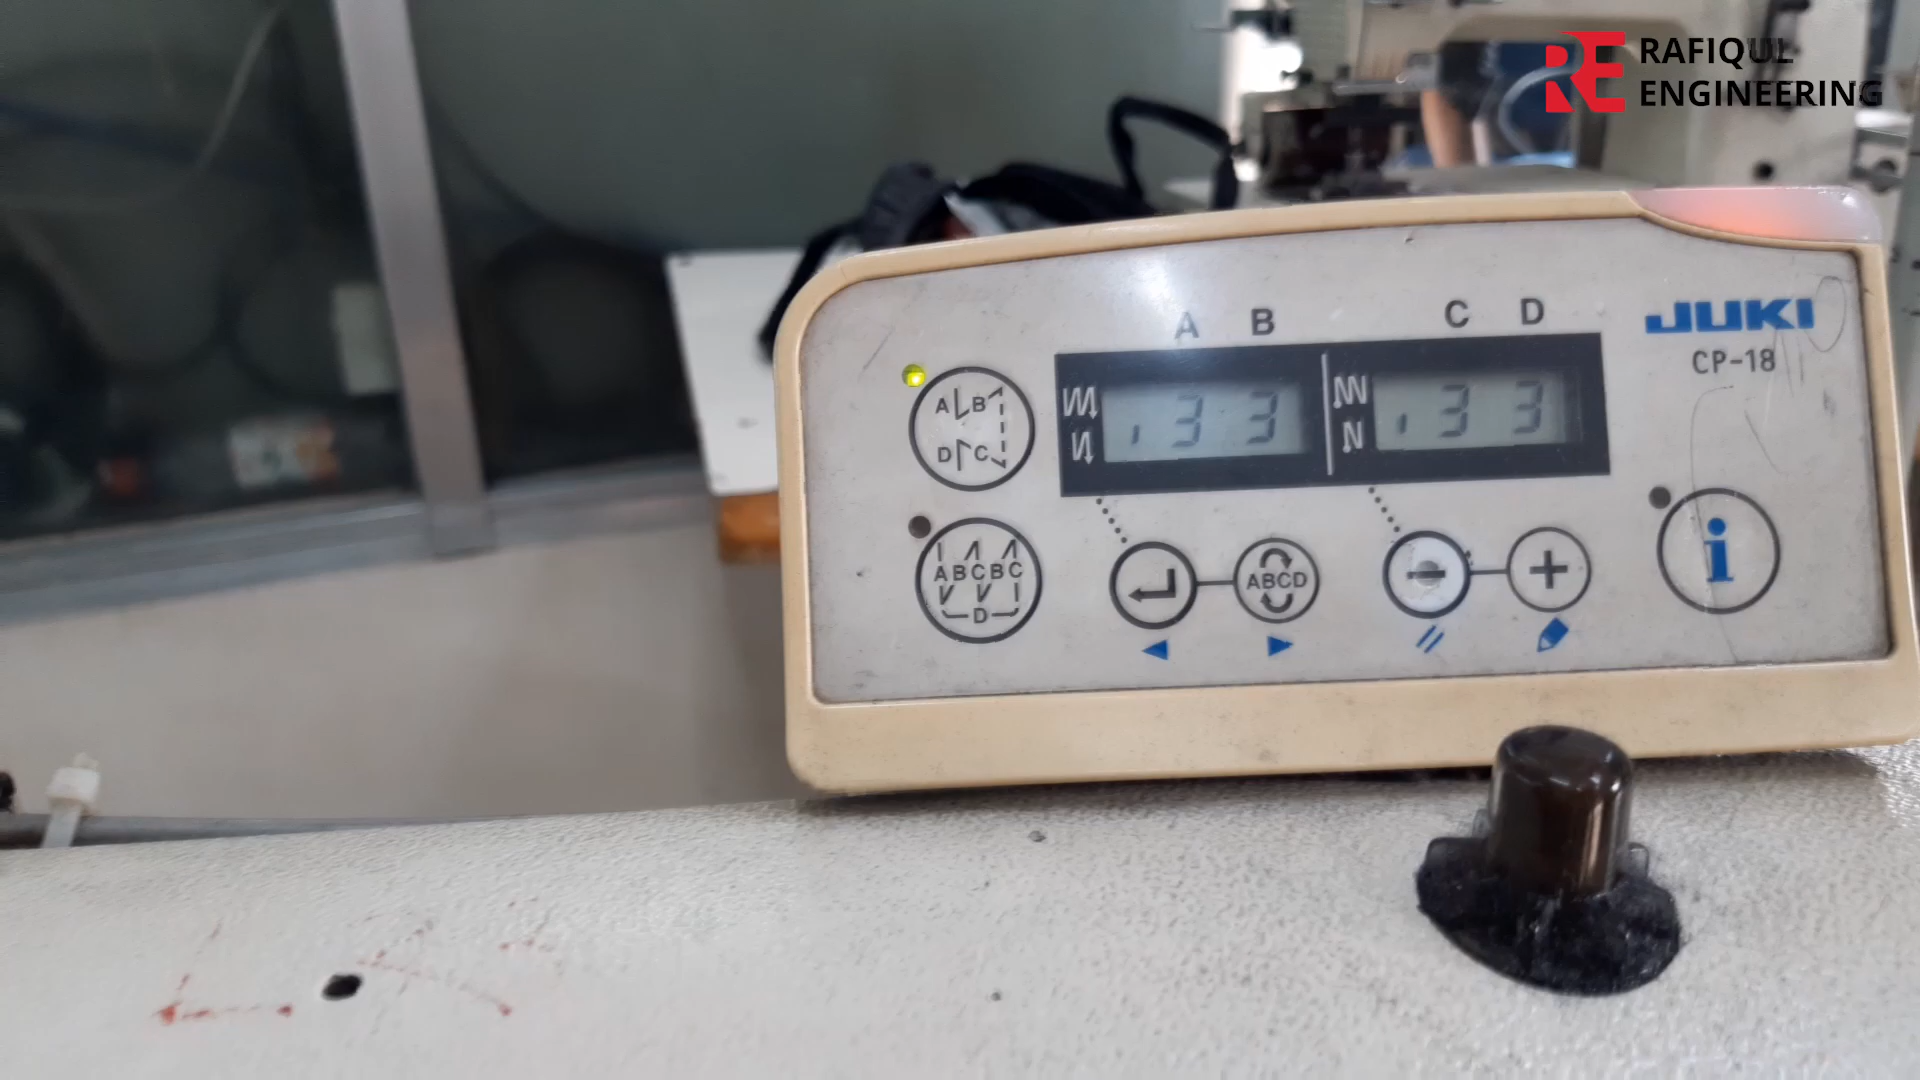 RAFIQUL
ENGINEERING
A B C D
JUKI
CP-18
A B
D C
33 33
A B C B C
D
ABCD
- +
i